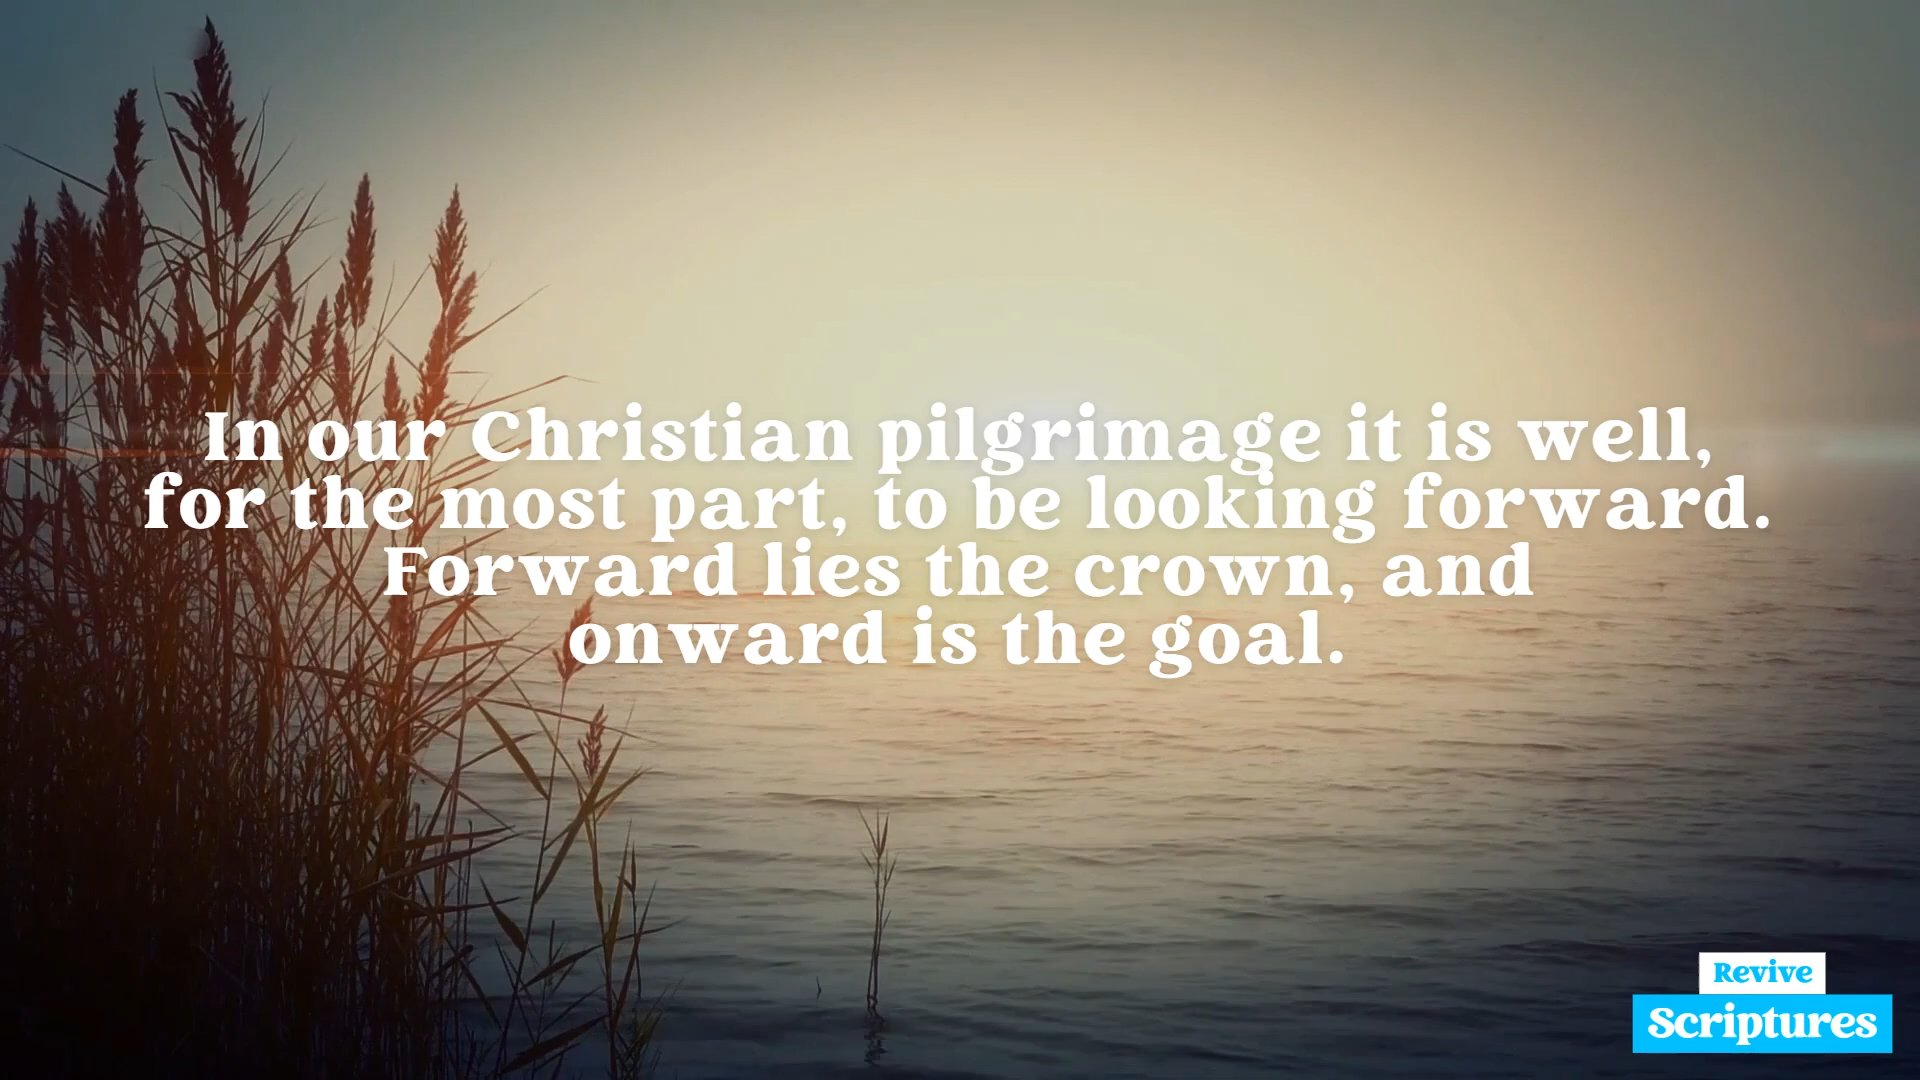 In our Christian pilgrimage it is well,
for the most part, to be looking forward.
Forward lies the crown, and
onward is the goal.
Revive
Scriptures